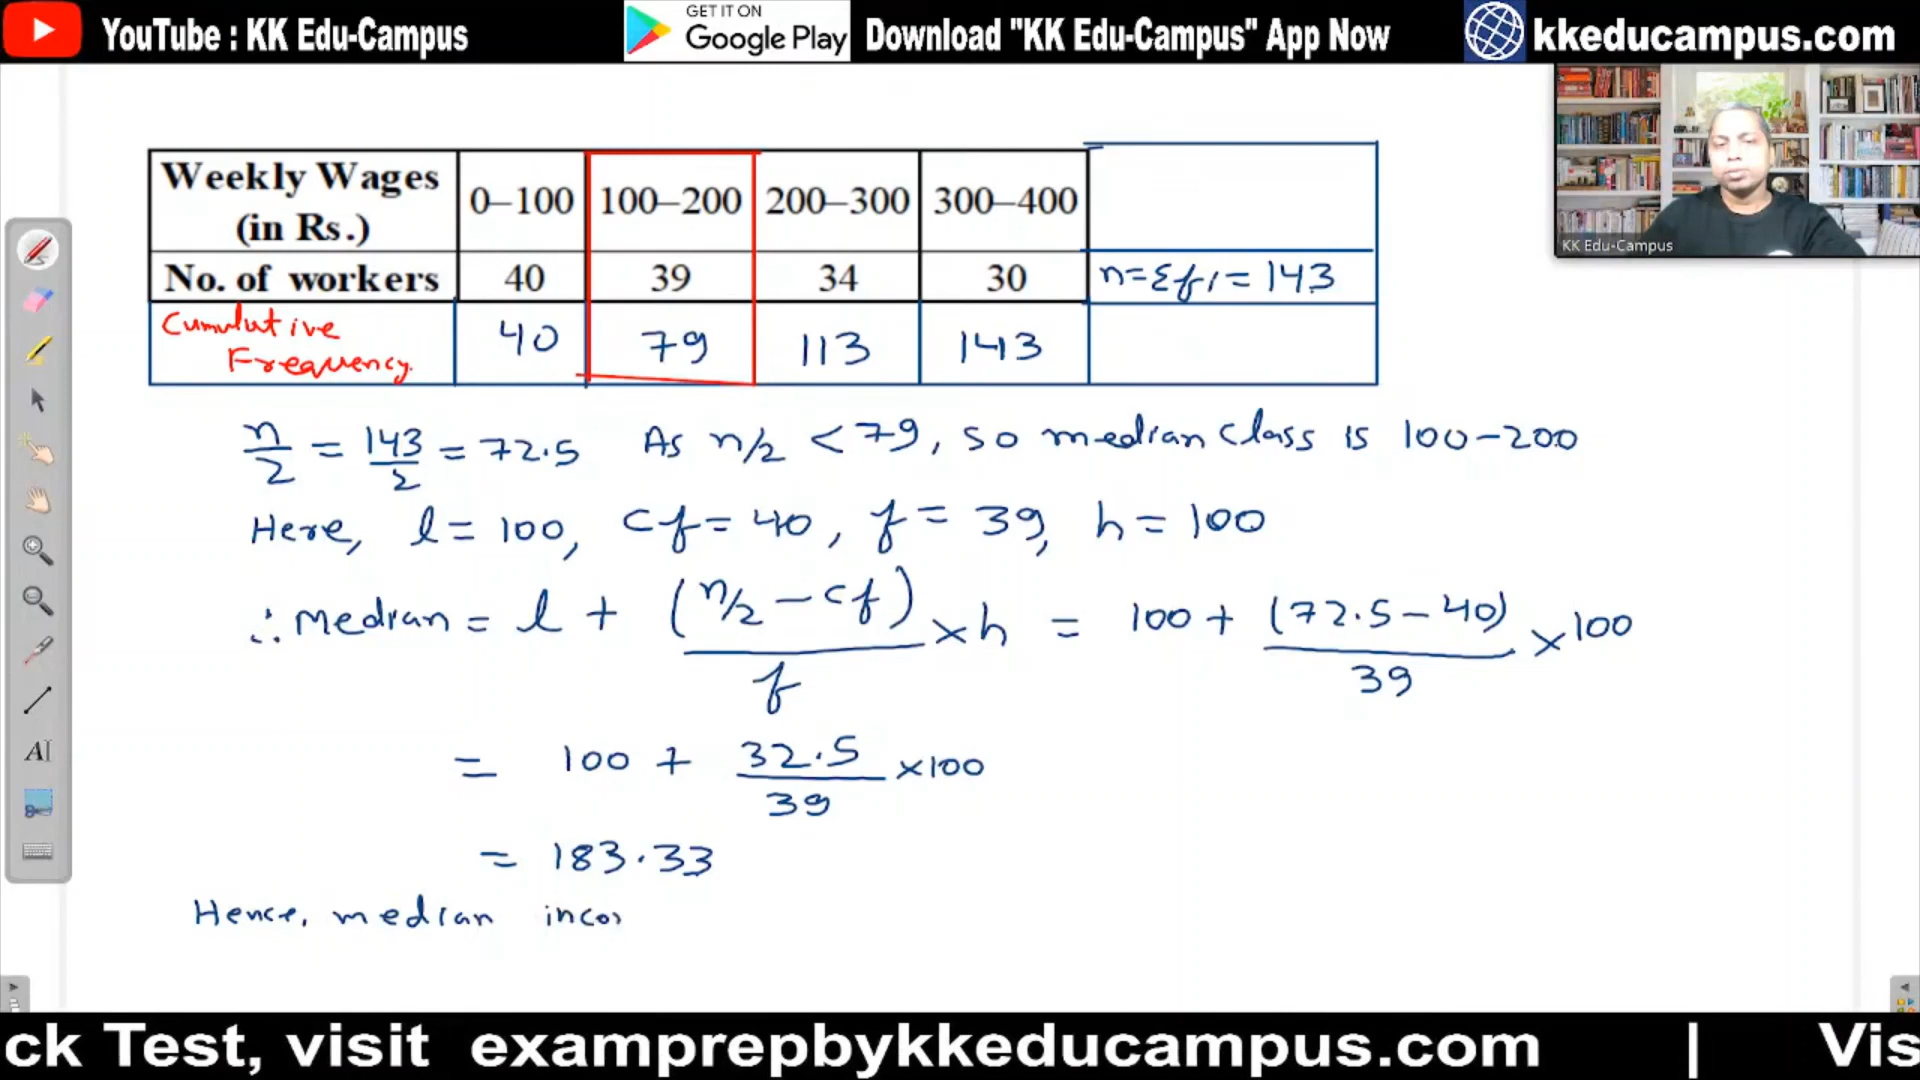 YouTube : KK Edu-Campus
GET IT ON
Google Play
Download "KK Edu-Campus" App Now
kkeducampus.com
KK Edu-Campus
Weekly Wages (in Rs.) 0–100 100–200 200–300 300–400
No. of workers 40 39 34 30 n=Σfi = 143
Cumulutive Frequency. 40 79 113 143
n/2 = 143/2 = 72.5 As n/2 < 79, so median class is 100-200
Here, l = 100, cf = 40, f = 39, h = 100
∴ median = l + (n/2 - cf)/f × h = 100 + (72.5 - 40)/39 × 100
= 100 + 32.5/39 × 100
= 183.33
Hence, median
AI
ck Test, visit examprepbykkeducampus.com | Vis